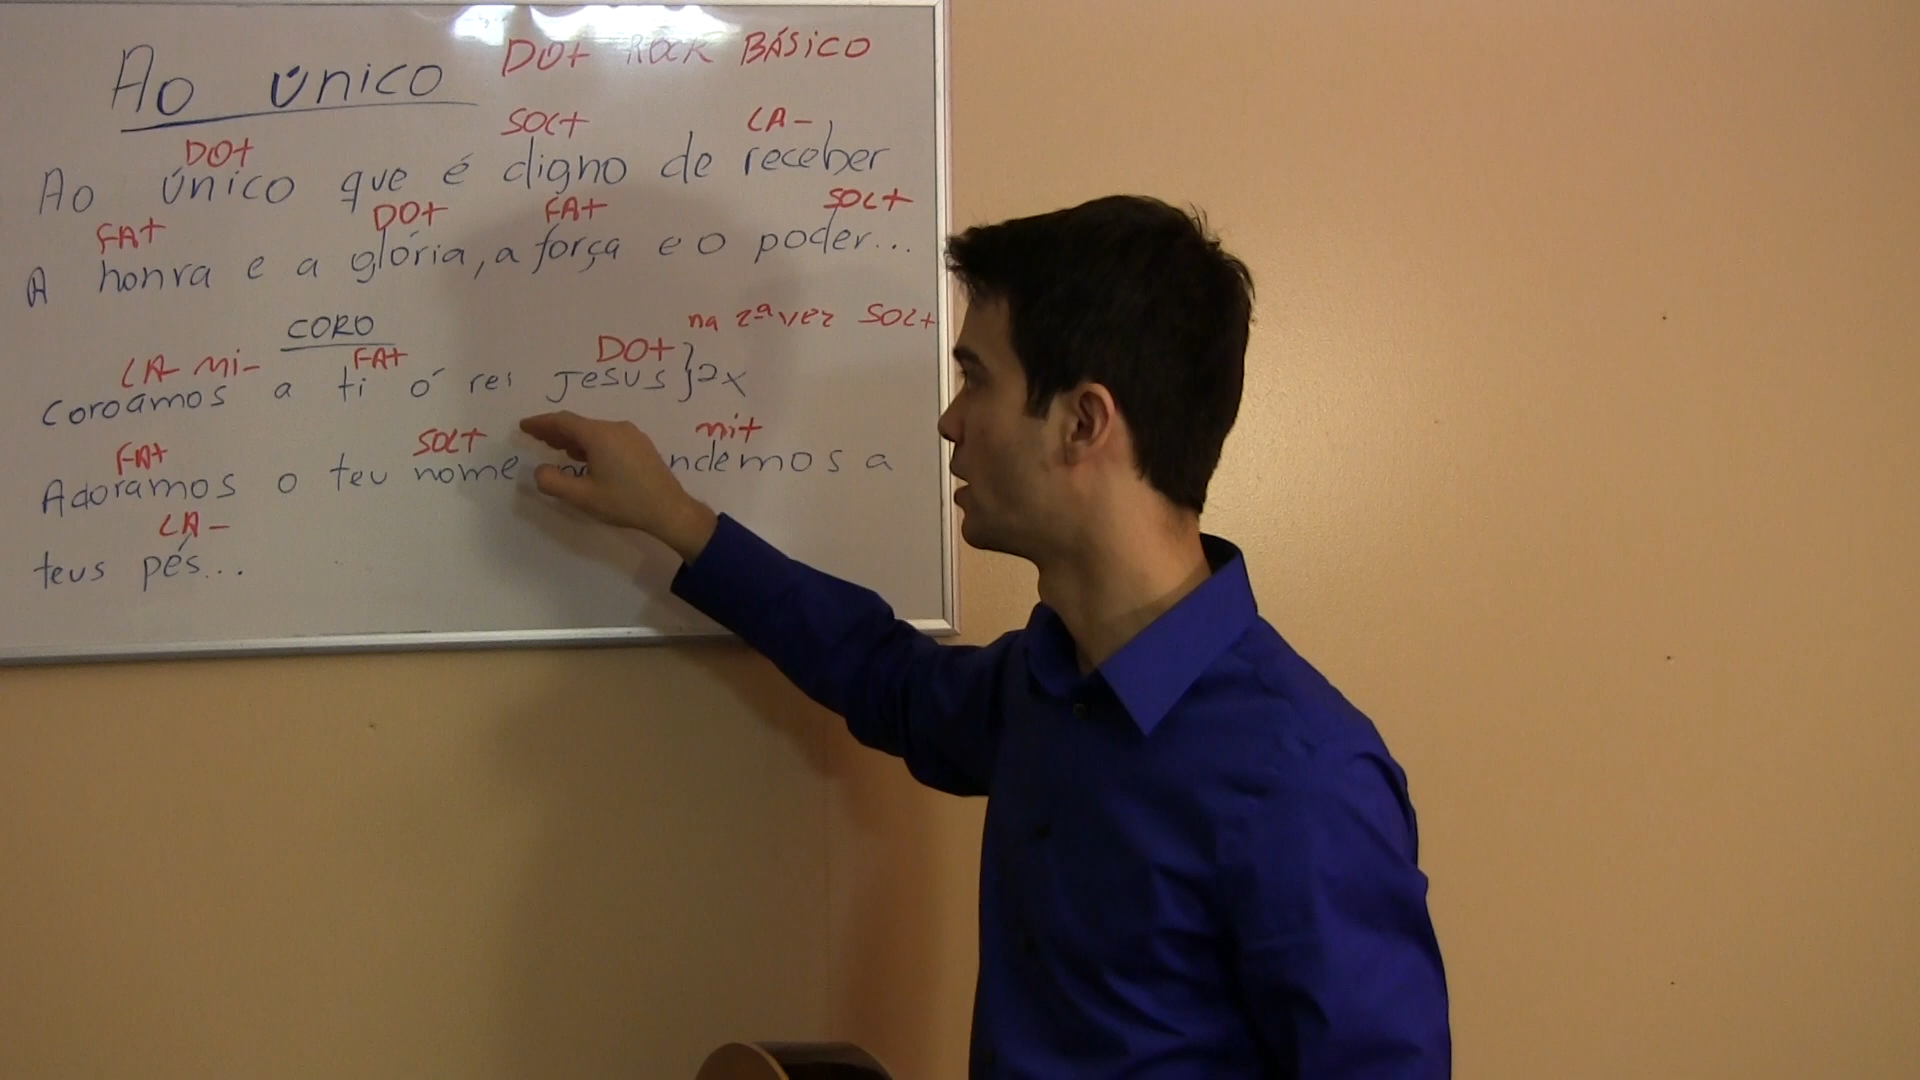 Ao único DO+ ROCK BÁSICO
DO+ SOL+ LA-
Ao único que é digno de receber
FA+ DO+ FA+ SOL+
A honra e a glória, a força e o poder...
CORO na 2ª vez SOL+
LA- mi- FA+ DO+
coroamos a ti ó rei Jesus}2x
FA+ SOL+ mi+
Adoramos o teu nome ndemos a
LA-
teus pés...